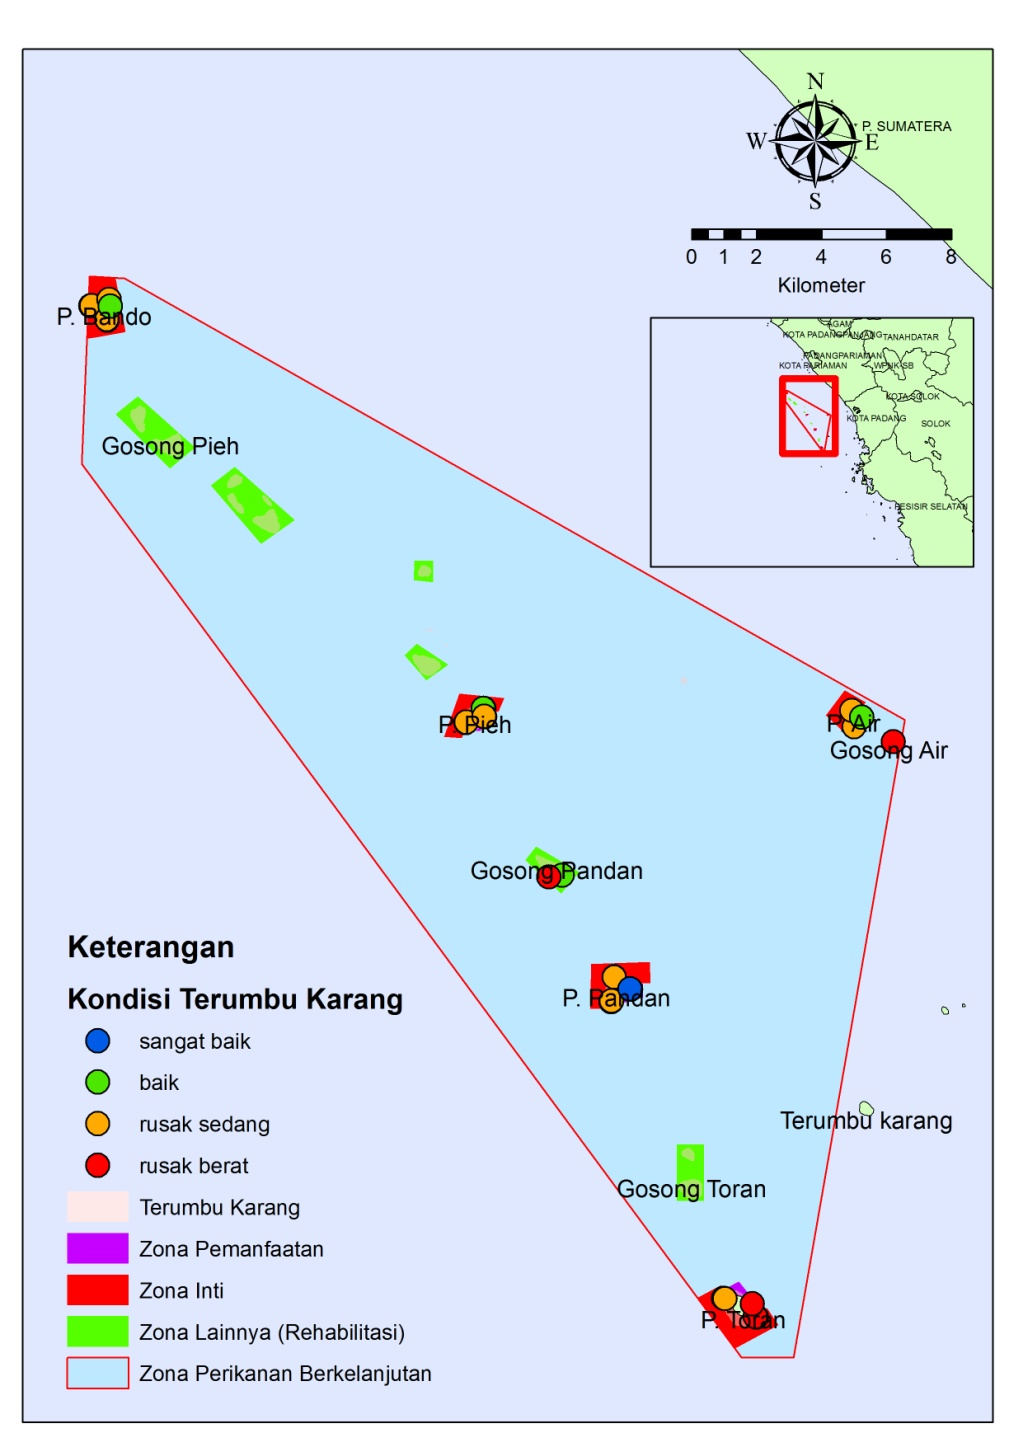 N
P. SUMATERA
W
E
S
0 1 2 4 6 8
Kilometer
AGAM
KOTA PADANGPANJANG
TANAHDATAR
PADANGPARIAMAN
KOTA PARIAMAN
WPNK-SB
KOTA SOLOK
KOTA PADANG
SOLOK
PESISIR SELATAN
P. Bando
Gosong Pieh
P. Pieh
P. Air
Gosong Air
Gosong Pandan
P. Pandan
Terumbu karang
Gosong Toran
P. Toran
Keterangan
Kondisi Terumbu Karang
sangat baik
baik
rusak sedang
rusak berat
Terumbu Karang
Zona Pemanfaatan
Zona Inti
Zona Lainnya (Rehabilitasi)
Zona Perikanan Berkelanjutan